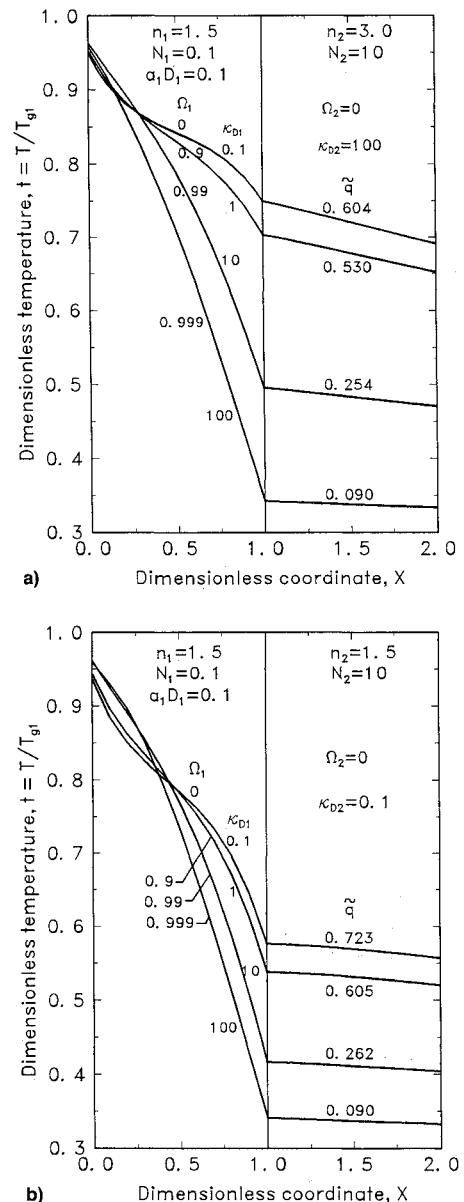 n₁=1.5
N₁=0.1
α₁D₁=0.1
n₂=3.0
N₂=10
Ω₁
0
κD1
0.1
0.9
0.99
1
10
0.999
100
Ω₂=0
κD2=100
q̃
0.604
0.530
0.254
0.090
1.0
0.9
0.8
0.7
0.6
0.5
0.4
0.3
Dimensionless temperature, t = T/Tg1
0.0
0.5
1.0
1.5
2.0
a)
Dimensionless coordinate, X
n₁=1.5
N₁=0.1
α₁D₁=0.1
n₂=1.5
N₂=10
Ω₁
0
κD1
0.1
0.9
0.99
0.999
1
10
100
Ω₂=0
κD2=0.1
q̃
0.723
0.605
0.262
0.090
1.0
0.9
0.8
0.7
0.6
0.5
0.4
0.3
Dimensionless temperature, t = T/Tg1
0.0
0.5
1.0
1.5
2.0
b)
Dimensionless coordinate, X